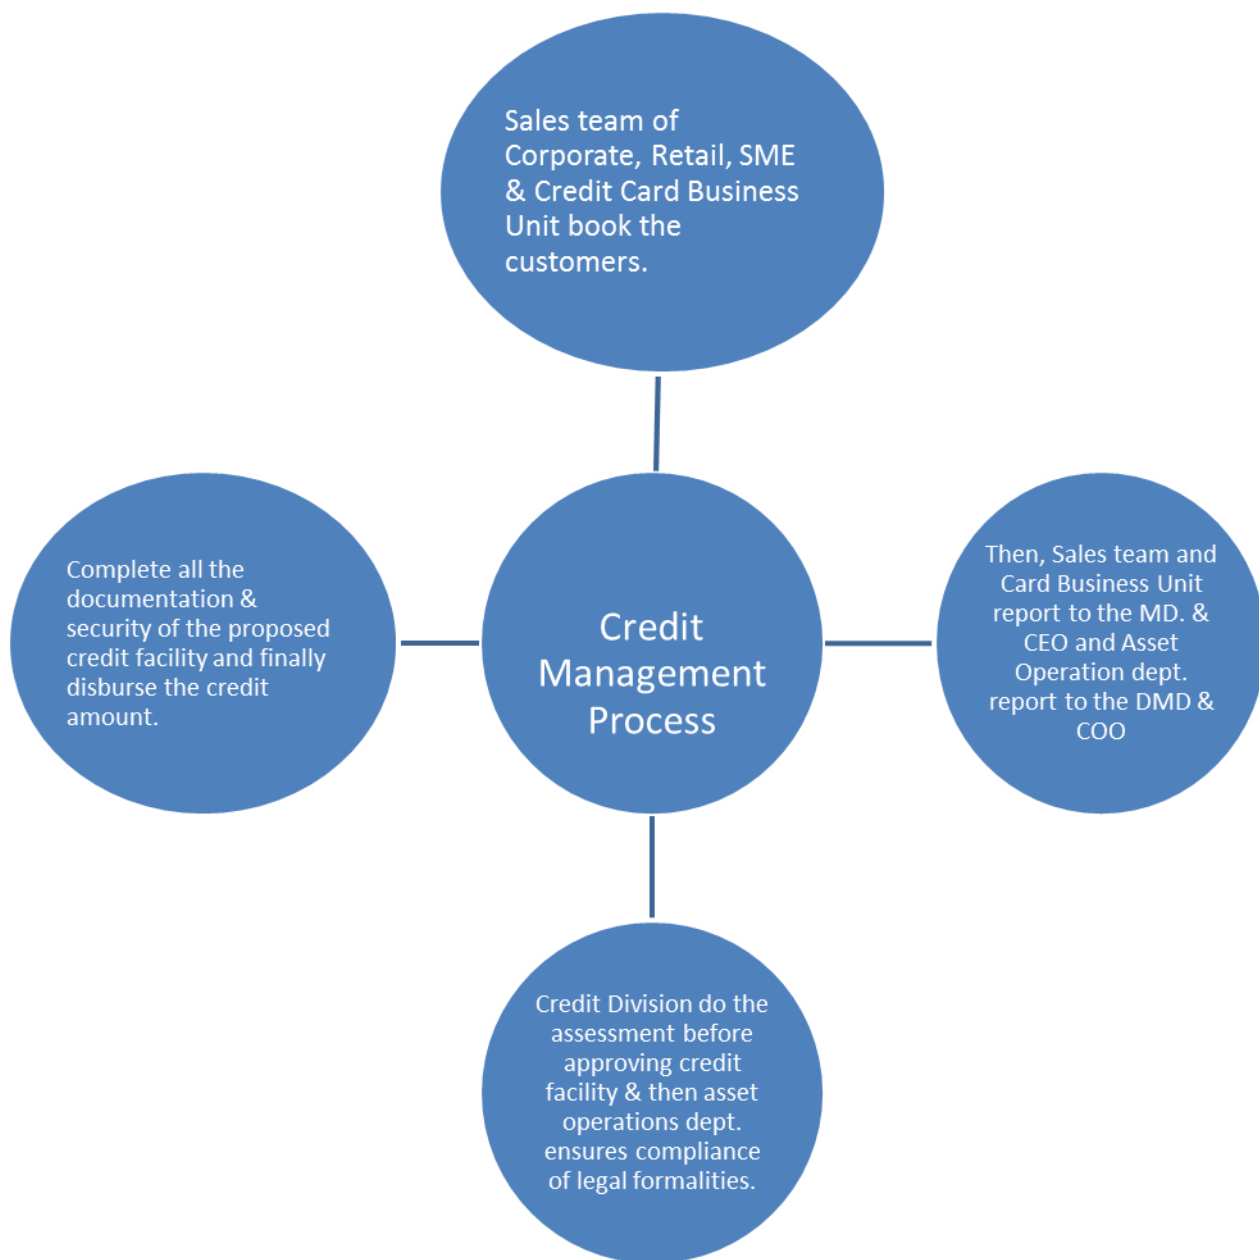 Sales team of
Corporate, Retail, SME
& Credit Card Business
Unit book the
customers.
Complete all the
documentation &
security of the proposed
credit facility and finally
disburse the credit
amount.
Credit
Management
Process
Then, Sales team and
Card Business Unit
report to the MD. &
CEO and Asset
Operation dept.
report to the DMD &
COO
Credit Division do the
assessment before
approving credit
facility & then asset
operations dept.
ensures compliance
of legal formalities.